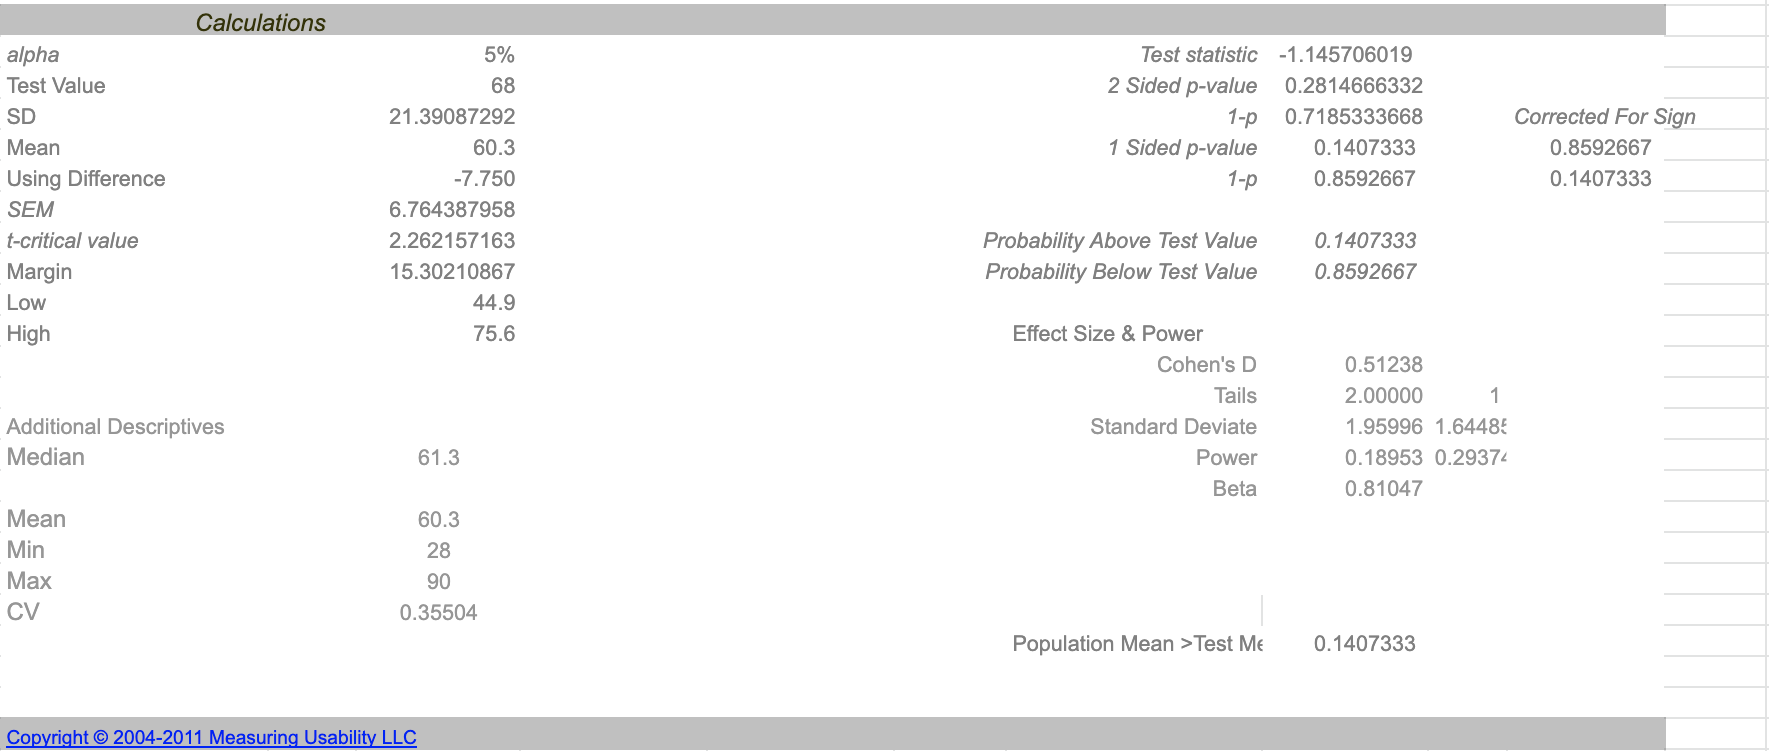 Calculations
alpha 5% Test statistic -1.145706019
Test Value 68 2 Sided p-value 0.2814666332
SD 21.39087292 1-p 0.7185333668 Corrected For Sign
Mean 60.3 1 Sided p-value 0.1407333 0.8592667
Using Difference -7.750 1-p 0.8592667 0.1407333
SEM 6.764387958
t-critical value 2.262157163 Probability Above Test Value 0.1407333
Margin 15.30210867 Probability Below Test Value 0.8592667
Low 44.9
High 75.6 Effect Size & Power
Cohen's D 0.51238
Tails 2.00000 1
Additional Descriptives Standard Deviate 1.95996 1.64485
Median 61.3 Power 0.18953 0.29374
Beta 0.81047
Mean 60.3
Min 28
Max 90
CV 0.35504
Population Mean >Test Me 0.1407333
Copyright © 2004-2011 Measuring Usability LLC